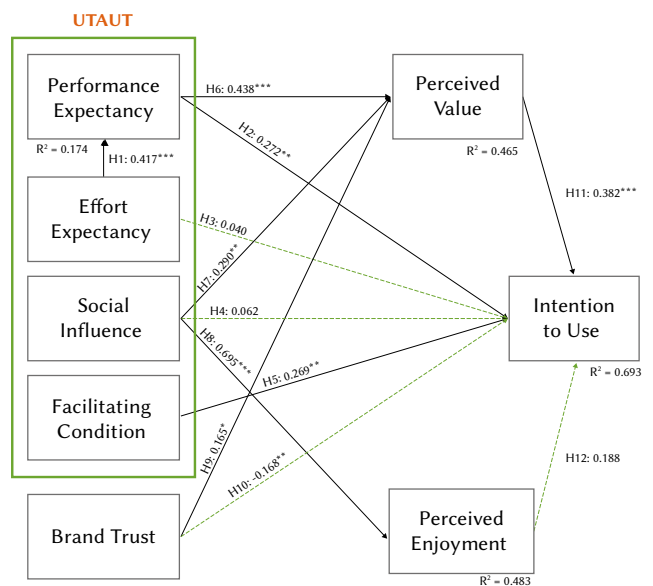 UTAUT
Performance
Expectancy
R² = 0.174
H1: 0.417***
Effort
Expectancy
Social
Influence
Facilitating
Condition
Brand Trust
H6: 0.438***
H2: 0.272**
H3: 0.040
H7: 0.290**
H4: 0.062
H8: 0.695***
H5: 0.269**
H9: 0.165*
H10: -0.168**
Perceived
Value
R² = 0.465
H11: 0.382***
Intention
to Use
R² = 0.693
H12: 0.188
Perceived
Enjoyment
R² = 0.483